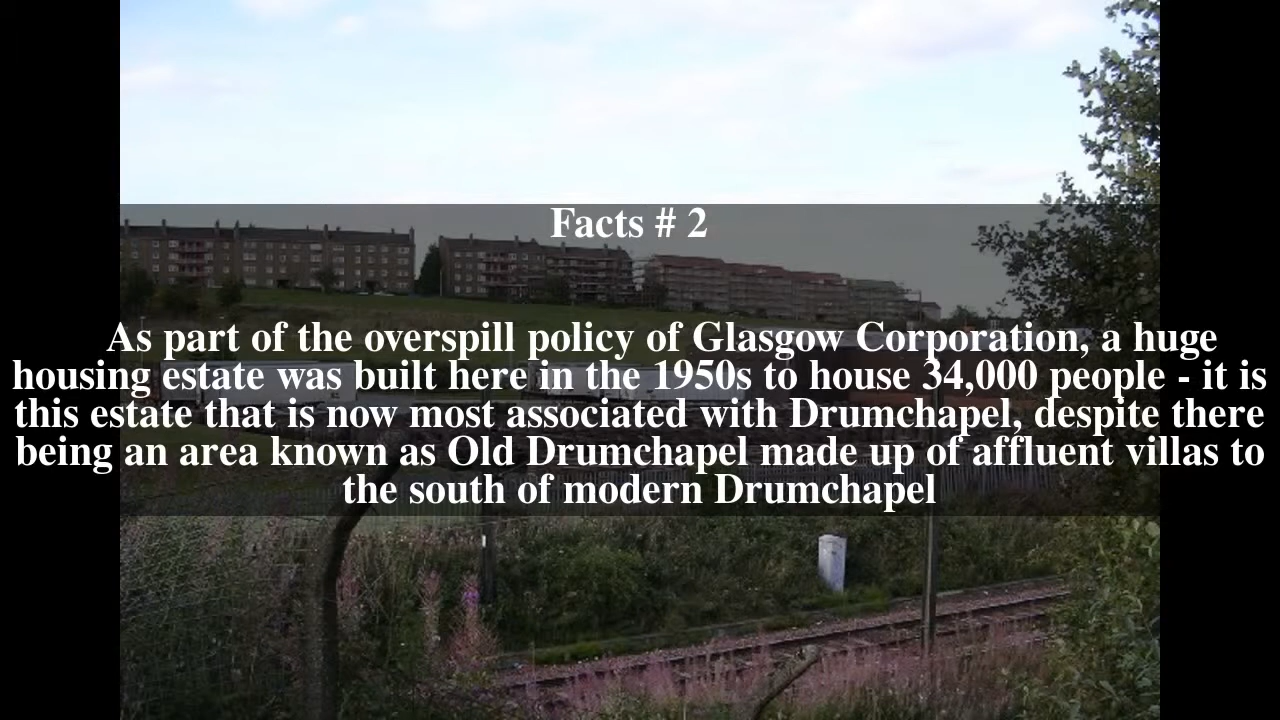 Facts # 2
As part of the overspill policy of Glasgow Corporation, a huge
housing estate was built here in the 1950s to house 34,000 people - it is
this estate that is now most associated with Drumchapel, despite there
being an area known as Old Drumchapel made up of affluent villas to
the south of modern Drumchapel